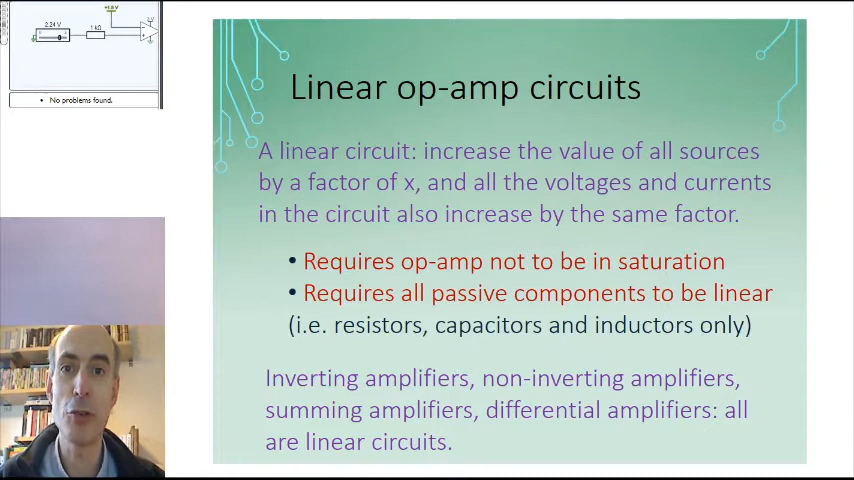 +1.5 V
2.24 V
1 kΩ
No problems found.
Linear op-amp circuits
A linear circuit: increase the value of all sources
by a factor of x, and all the voltages and currents
in the circuit also increase by the same factor.
• Requires op-amp not to be in saturation
• Requires all passive components to be linear
(i.e. resistors, capacitors and inductors only)
Inverting amplifiers, non-inverting amplifiers,
summing amplifiers, differential amplifiers: all
are linear circuits.